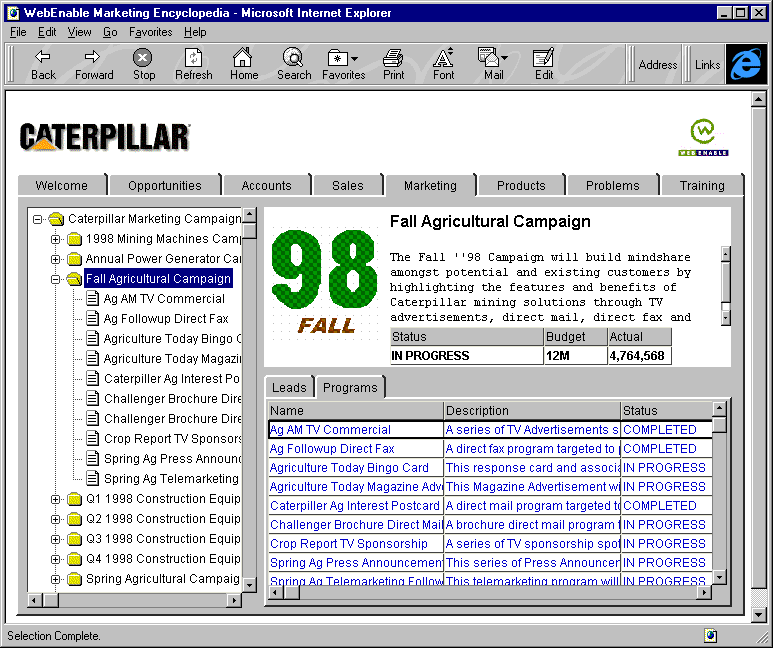 WebEnable Marketing Encyclopedia - Microsoft Internet Explorer
File Edit View Go Favorites Help
Back Forward Stop Refresh Home Search Favorites Print Font Mail Edit Address Links
CATERPILLAR
WEBENABLE
Welcome Opportunities Accounts Sales Marketing Products Problems Training
Caterpillar Marketing Campaign
1998 Mining Machines Camp
Annual Power Generator Car
Fall Agricultural Campaign
Ag AM TV Commercial
Ag Followup Direct Fax
Agriculture Today Bingo C
Agriculture Today Magazi
Caterpiller Ag Interest Po
Challenger Brochure Dire
Challenger Brochure Dire
Crop Report TV Sponsors
Spring Ag Press Announc
Spring Ag Telemarketing
Q1 1998 Construction Equip
Q2 1998 Construction Equip
Q3 1998 Construction Equip
Q4 1998 Construction Equip
Spring Agricultural Campaig
98
FALL
Fall Agricultural Campaign
The Fall ''98 Campaign will build mindshare
amongst potential and existing customers by
highlighting the features and benefits of
Caterpillar mining solutions through TV
advertisements, direct mail, direct fax and
Status Budget Actual
IN PROGRESS 12M 4,764,568
Leads Programs
Name Description Status
Ag AM TV Commercial A series of TV Advertisements s COMPLETED
Ag Followup Direct Fax A direct fax program targeted to COMPLETED
Agriculture Today Bingo Card This response card and associa IN PROGRESS
Agriculture Today Magazine Adv This Magazine Advertisement wi IN PROGRESS
Caterpiller Ag Interest Postcard A direct mail program targeted to COMPLETED
Challenger Brochure Direct Mail A brochure direct mail program f IN PROGRESS
Crop Report TV Sponsorship A series of TV sponsorship spot IN PROGRESS
Spring Ag Press Announcement This series of Press Announcer IN PROGRESS
Spring Ag Telemarketing Follow This telemarketing program will IN PROGRESS
Selection Complete.